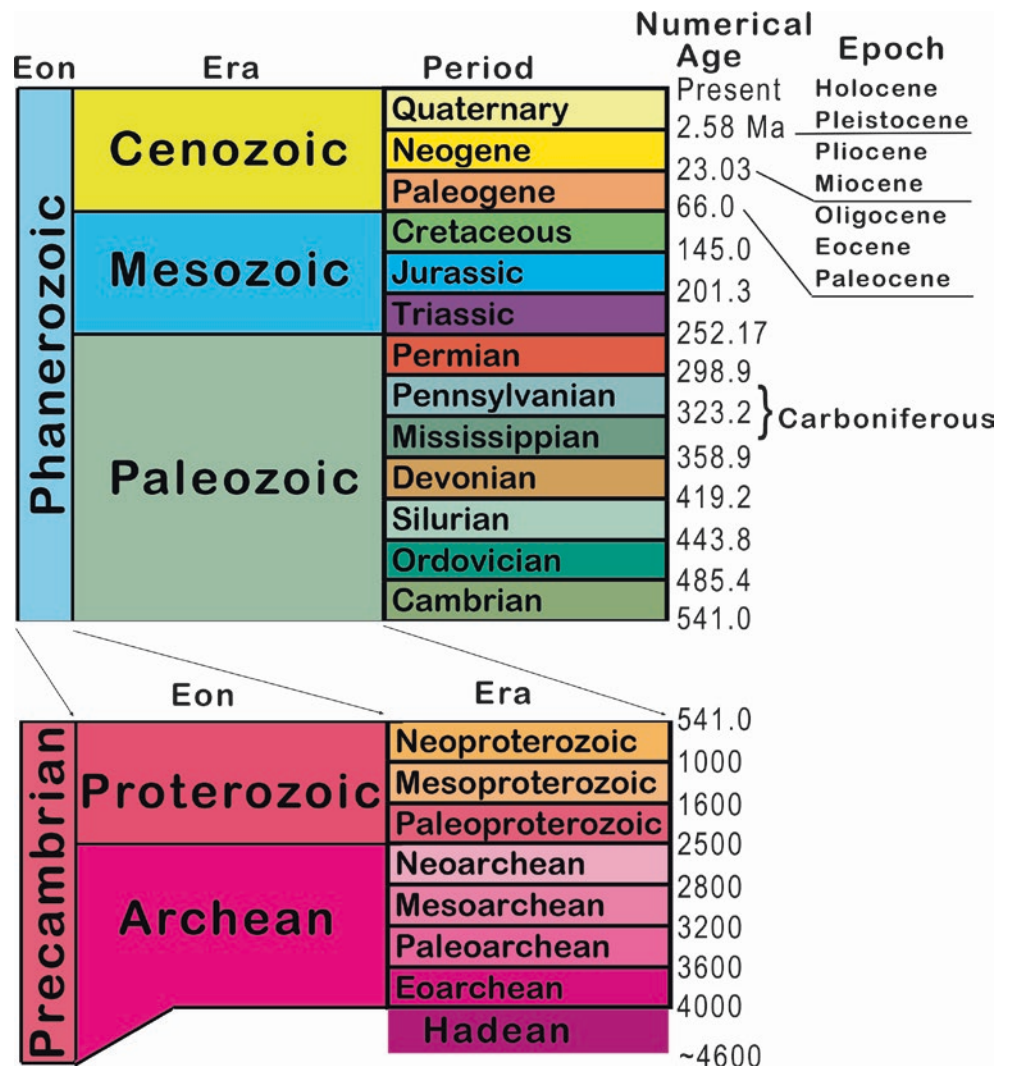 Numerical
Age
Epoch
Eon
Era
Period
Phanerozoic
Cenozoic
Mesozoic
Paleozoic
Quaternary
Neogene
Paleogene
Cretaceous
Jurassic
Triassic
Permian
Pennsylvanian
Mississippian
Devonian
Silurian
Ordovician
Cambrian
Present
2.58 Ma
23.03
66.0
145.0
201.3
252.17
298.9
323.2
358.9
419.2
443.8
485.4
541.0
Holocene
Pleistocene
Pliocene
Miocene
Oligocene
Eocene
Paleocene
Carboniferous
Eon
Era
Precambrian
Proterozoic
Archean
Neoproterozoic
Mesoproterozoic
Paleoproterozoic
Neoarchean
Mesoarchean
Paleoarchean
Eoarchean
Hadean
541.0
1000
1600
2500
2800
3200
3600
4000
~4600